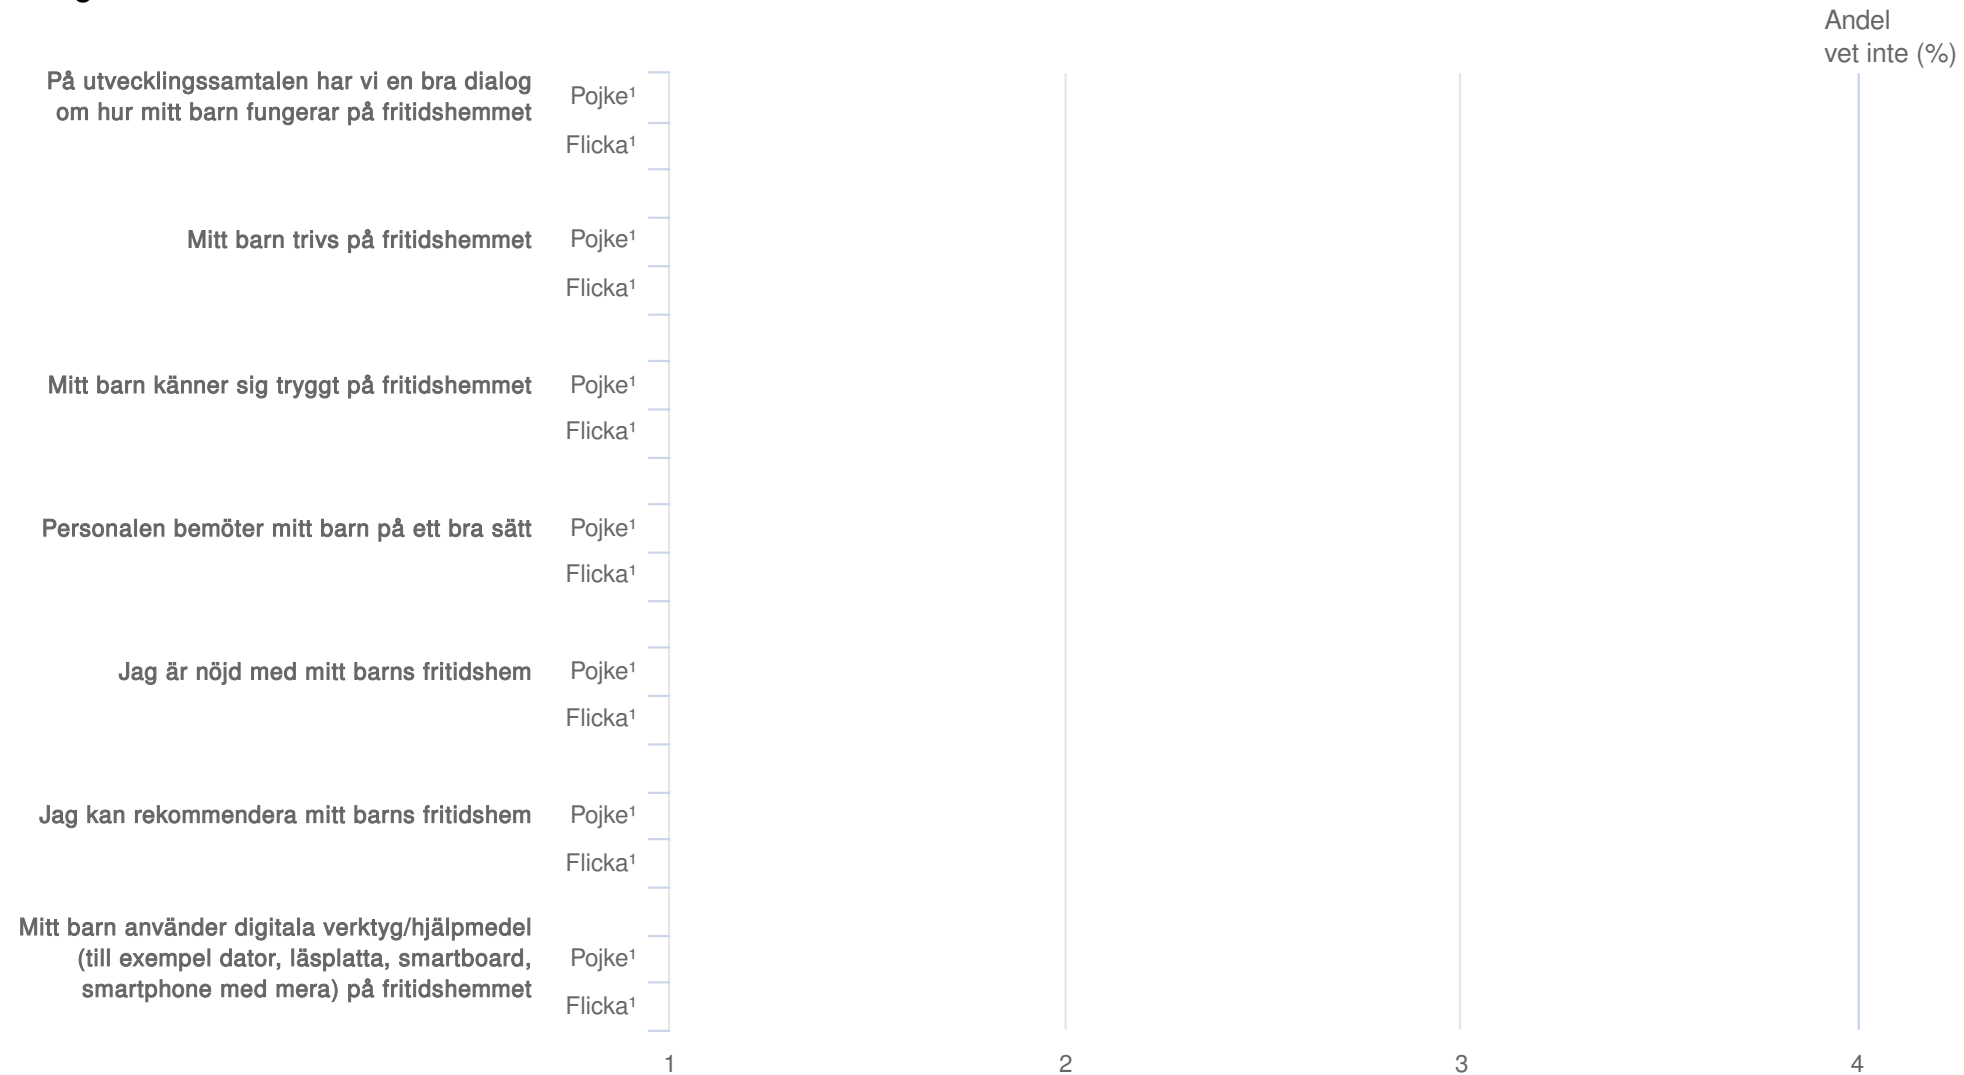 Andel
vet inte (%)
På utvecklingssamtalen har vi en bra dialog
om hur mitt barn fungerar på fritidshemmet
Pojke¹
Flicka¹
Mitt barn trivs på fritidshemmet
Pojke¹
Flicka¹
Mitt barn känner sig tryggt på fritidshemmet
Pojke¹
Flicka¹
Personalen bemöter mitt barn på ett bra sätt
Pojke¹
Flicka¹
Jag är nöjd med mitt barns fritidshem
Pojke¹
Flicka¹
Jag kan rekommendera mitt barns fritidshem
Pojke¹
Flicka¹
Mitt barn använder digitala verktyg/hjälpmedel
(till exempel dator, läsplatta, smartboard,
smartphone med mera) på fritidshemmet
Pojke¹
Flicka¹
1 2 3 4